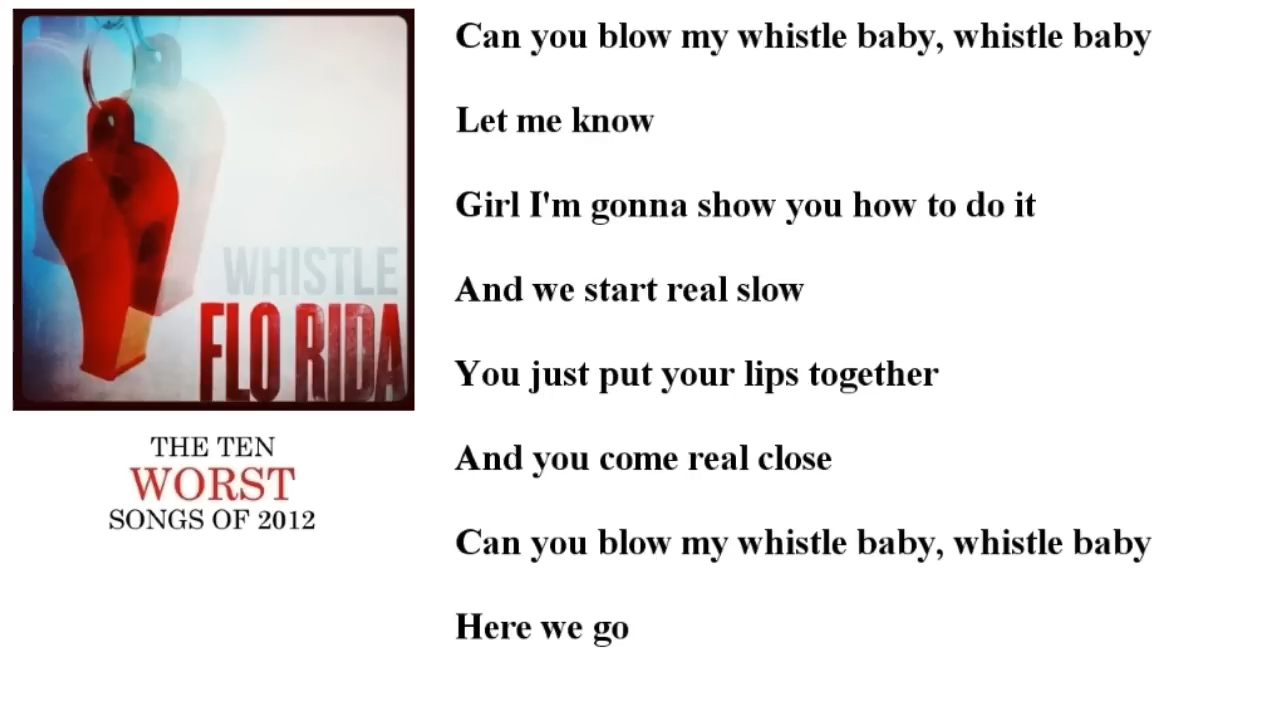 WHISTLE
FLO RIDA
THE TEN
WORST
SONGS OF 2012
Can you blow my whistle baby, whistle baby
Let me know
Girl I'm gonna show you how to do it
And we start real slow
You just put your lips together
And you come real close
Can you blow my whistle baby, whistle baby
Here we go